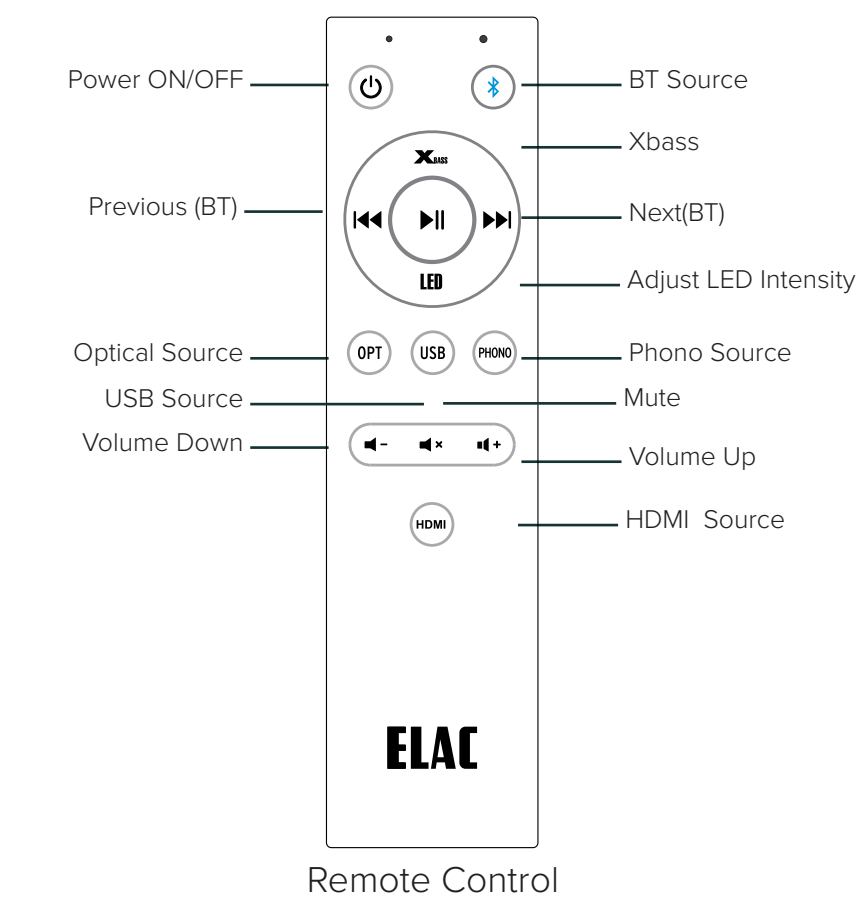 Power ON/OFF
BT Source
XBASS
Xbass
Previous (BT)
Next(BT)
LED
Adjust LED Intensity
Optical Source
OPT
USB
PHONO
Phono Source
USB Source
Mute
Volume Down
Volume Up
HDMI
HDMI Source
ELAC
Remote Control